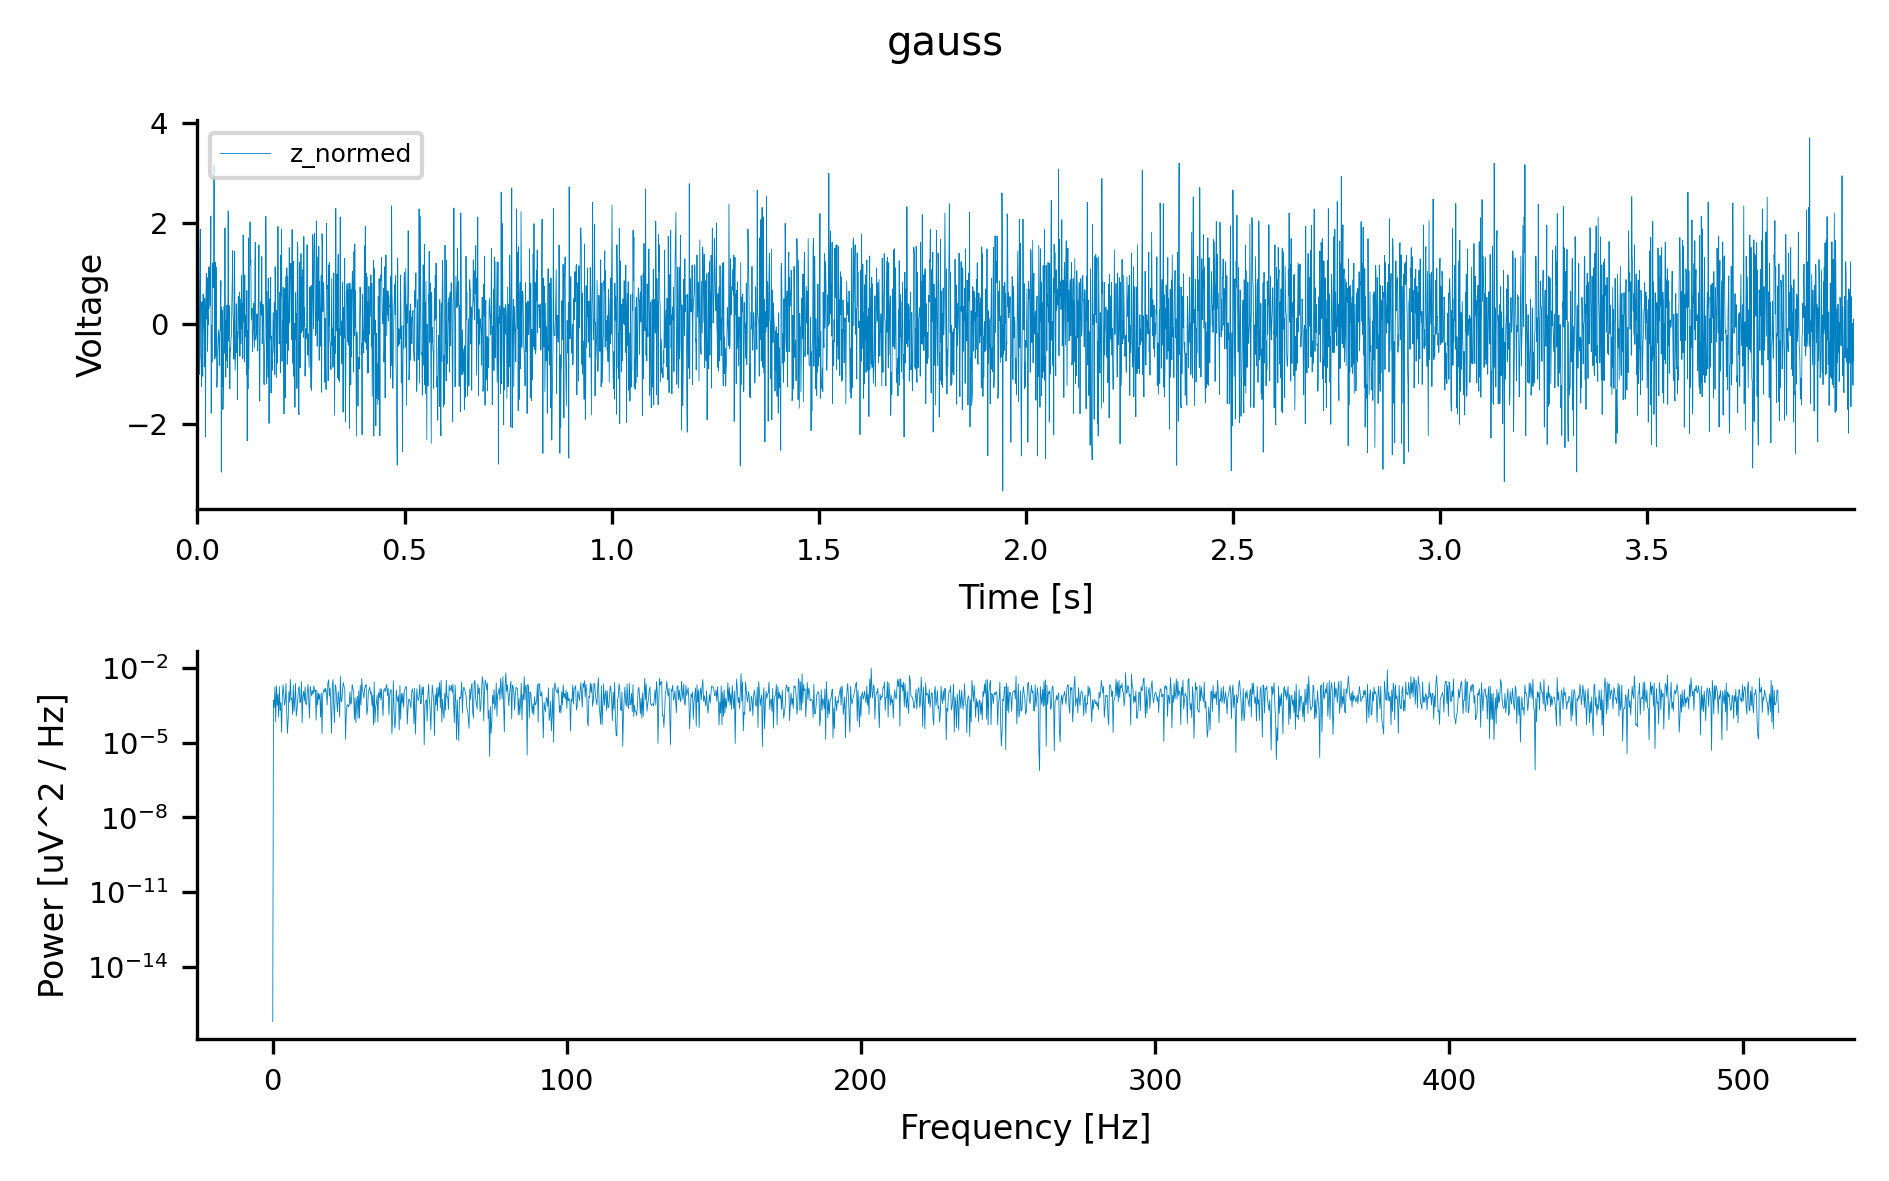 gauss
4
2
0
−2
Voltage
z_normed
0.0 0.5 1.0 1.5 2.0 2.5 3.0 3.5
Time [s]
10^−2
10^−5
10^−8
10^−11
10^−14
Power [uV^2 / Hz]
0 100 200 300 400 500
Frequency [Hz]